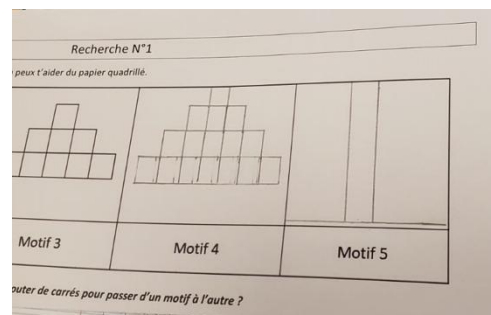 Recherche N°1
peux t'aider du papier quadrillé.
Motif 3
Motif 4
Motif 5
de carrés pour passer d'un motif à l'autre ?